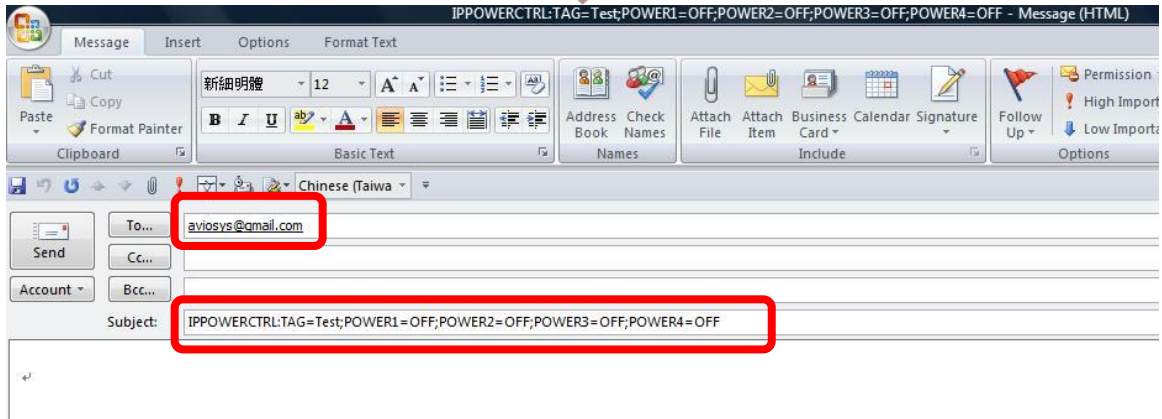 IPPOWERCTRL:TAG=Test;POWER1=OFF;POWER2=OFF;POWER3=OFF;POWER4=OFF - Message (HTML)
Message Insert Options Format Text
Cut
Copy
Format Painter
Paste
Clipboard
新細明體 12
B I U
Basic Text
Address Book
Check Names
Names
Attach File
Attach Item
Business Card
Calendar
Signature
Include
Follow Up
Permission
High Import
Low Importa
Options
Chinese (Taiwa
Send
To... aviosys@gmail.com
Cc...
Account
Bcc...
Subject: IPPOWERCTRL:TAG=Test;POWER1=OFF;POWER2=OFF;POWER3=OFF;POWER4=OFF